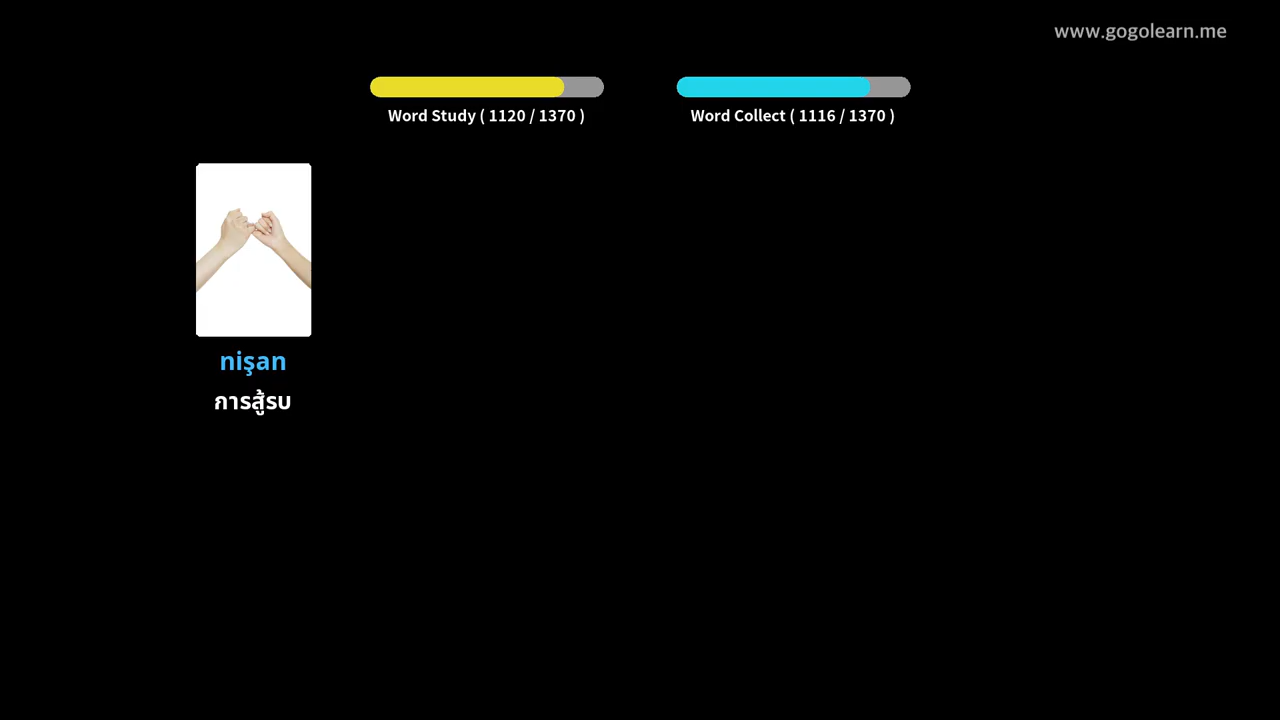 www.gogolearn.me
Word Study ( 1120 / 1370 )
Word Collect ( 1116 / 1370 )
nişan
การสู้รบ